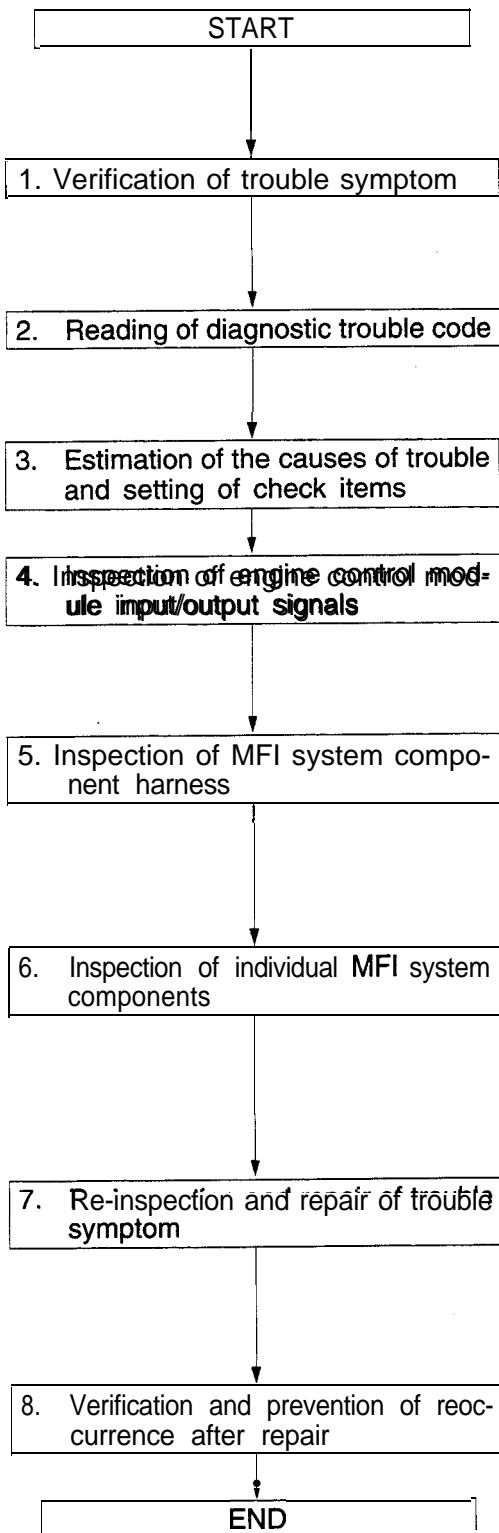 START
1. Verification of trouble symptom
2. Reading of diagnostic trouble code
3. Estimation of the causes of trouble
and setting of check items
4. Inspection of engine control mod-
ule input/output signals
5. Inspection of MFI system compo-
nent harness
6. Inspection of individual MFI system
components
7. Re-inspection and repair of trouble
symptom
8. Verification and prevention of reoc-
currence after repair
END